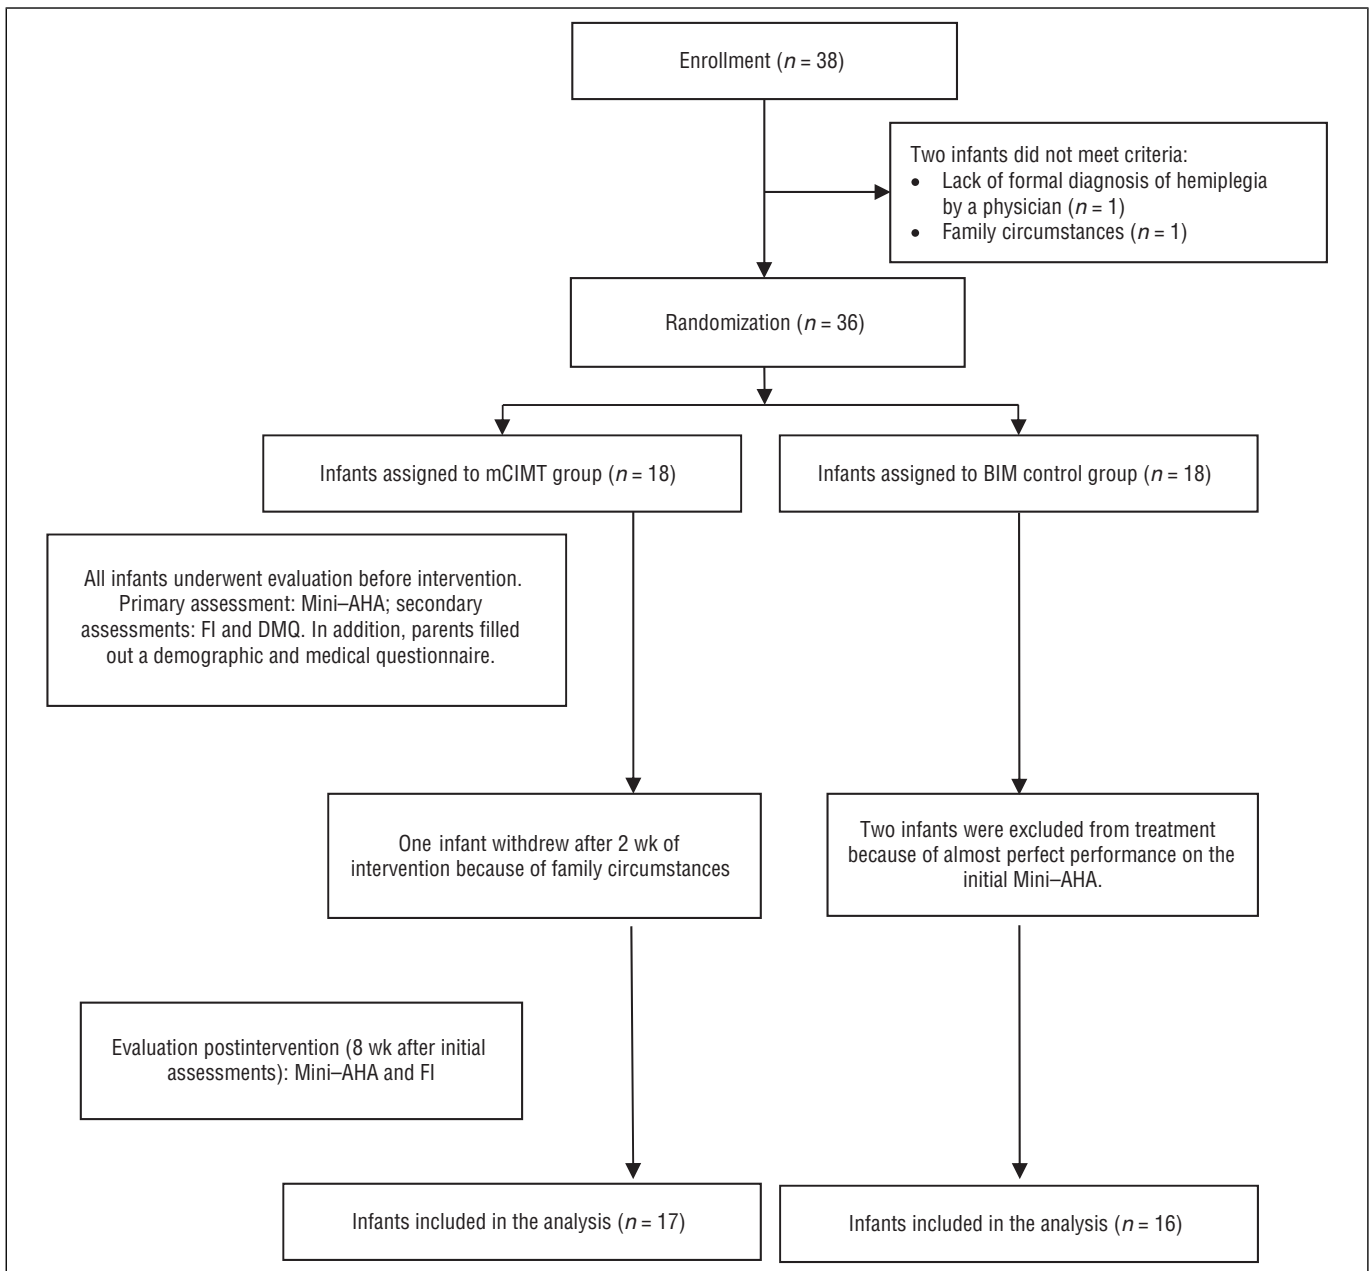 Enrollment (n = 38)
Two infants did not meet criteria:
• Lack of formal diagnosis of hemiplegia
by a physician (n = 1)
• Family circumstances (n = 1)
Randomization (n = 36)
Infants assigned to mCIMT group (n = 18)
Infants assigned to BIM control group (n = 18)
All infants underwent evaluation before intervention.
Primary assessment: Mini–AHA; secondary
assessments: FI and DMQ. In addition, parents filled
out a demographic and medical questionnaire.
One infant withdrew after 2 wk of
intervention because of family circumstances
Two infants were excluded from treatment
because of almost perfect performance on the
initial Mini–AHA.
Evaluation postintervention (8 wk after initial
assessments): Mini–AHA and FI
Infants included in the analysis (n = 17)
Infants included in the analysis (n = 16)